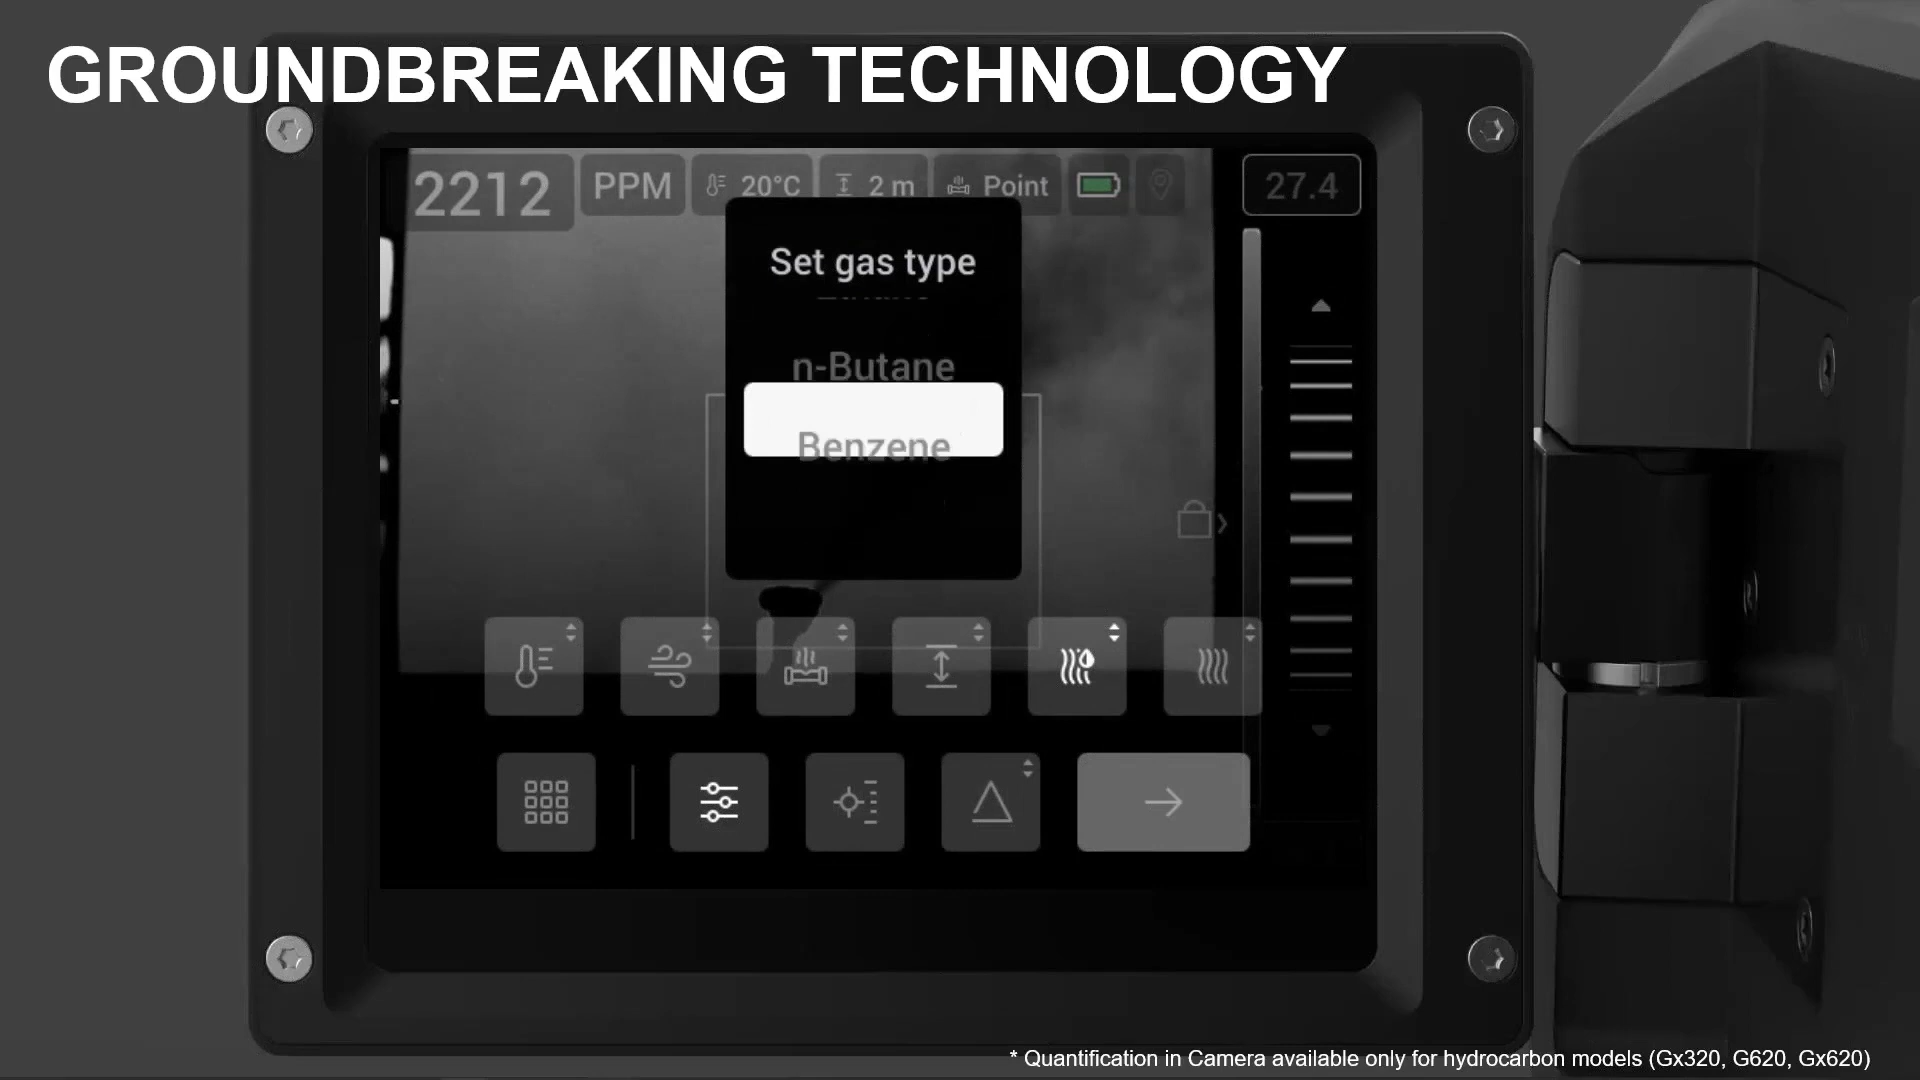 GROUNDBREAKING TECHNOLOGY
2212 PPM 20°C 2 m Point 27.4
Set gas type
n-Butane
Benzene
* Quantification in Camera available only for hydrocarbon models (Gx320, G620, Gx620)